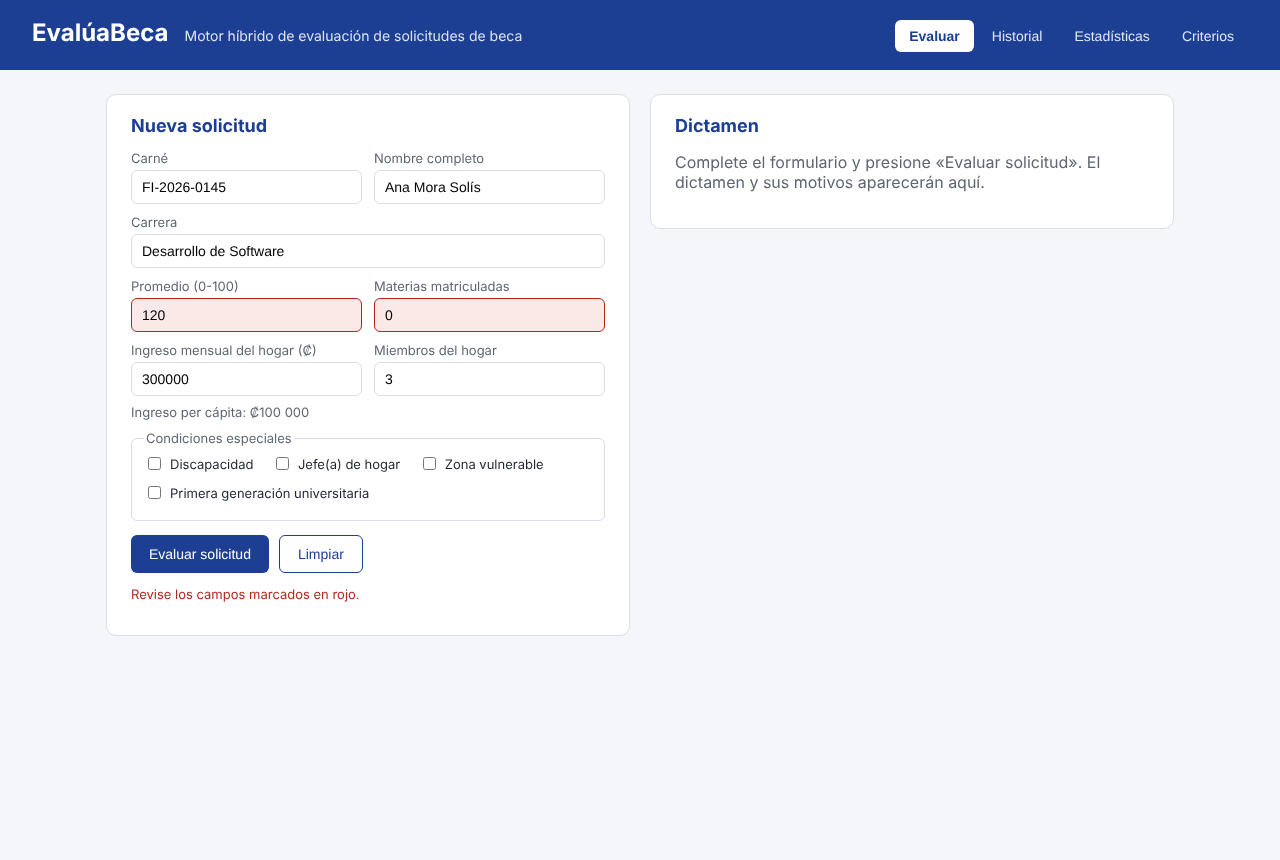 EvalúaBeca Motor híbrido de evaluación de solicitudes de beca Evaluar Historial Estadísticas Criterios
Nueva solicitud
Carné Nombre completo
FI-2026-0145 Ana Mora Solís
Carrera
Desarrollo de Software
Promedio (0-100) Materias matriculadas
120 0
Ingreso mensual del hogar (₡) Miembros del hogar
300000 3
Ingreso per cápita: ₡100 000
Condiciones especiales
Discapacidad Jefe(a) de hogar Zona vulnerable
Primera generación universitaria
Evaluar solicitud Limpiar
Revise los campos marcados en rojo.
Dictamen
Complete el formulario y presione «Evaluar solicitud». El
dictamen y sus motivos aparecerán aquí.